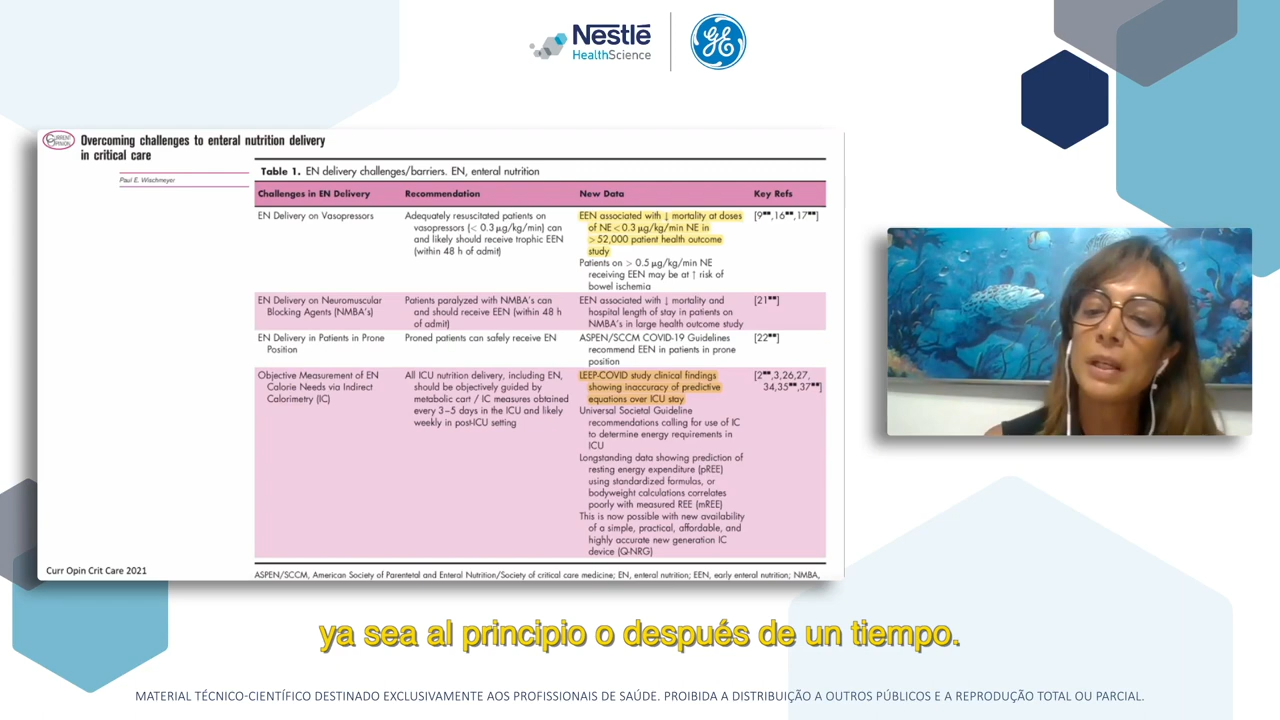 Nestlé
HealthScience
GE
CURRENT
OPINION
Overcoming challenges to enteral nutrition delivery
in critical care
Paul E. Wischmeyer
Table 1. EN delivery challenges/barriers. EN, enteral nutrition
Challenges in EN Delivery
Recommendation
New Data
Key Refs
EN Delivery on Vasopressors
Adequately resuscitated patients on
vasopressors (< 0.3 µg/kg/min) can
and likely should receive trophic EEN
(within 48 h of admit)
EEN associated with ↓ mortality at doses
of NE<0.3 µg/kg/min NE in
>52,000 patient health outcome
study
Patients on > 0.5 µg/kg/min NE
receiving EEN may be at ↑ risk of
bowel ischemia
[9▪▪,16▪▪,17▪▪]
EN Delivery on Neuromuscular
Blocking Agents (NMBA's)
Patients paralyzed with NMBA's can
and should receive EEN (within 48 h
of admit)
EEN associated with ↓ mortality and
hospital length of stay in patients on
NMBA's in large health outcome study
[21▪▪]
EN Delivery in Patients in Prone
Position
Proned patients can safely receive EN
ASPEN/SCCM COVID-19 Guidelines
recommend EEN in patients in prone
position
[22▪▪]
Objective Measurement of EN
Calorie Needs via Indirect
Calorimetry (IC)
All ICU nutrition delivery, including EN,
should be objectively guided by
metabolic cart / IC measures obtained
every 3–5 days in the ICU and likely
weekly in post-ICU setting
LEEP-COVID study clinical findings
showing inaccuracy of predictive
equations over ICU stay
Universal Societal Guideline
recommendations calling for use of IC
to determine energy requirements in
ICU
Longstanding data showing prediction of
resting energy expenditure (pREE)
using standardized formulas, or
bodyweight calculations correlates
poorly with measured REE (mREE)
This is now possible with new availability
of a simple, practical, affordable, and
highly accurate new generation IC
device (Q-NRG)
[2▪▪,3,26,27,
34,35▪▪,37▪▪]
ASPEN/SCCM, American Society of Parentetal and Enteral Nutrition/Society of critical care medicine; EN, enteral nutrition; EEN, early enteral nutrition; NMBA,
Curr Opin Crit Care 2021
ya sea al principio o después de un tiempo.
MATERIAL TÉCNICO-CIENTÍFICO DESTINADO EXCLUSIVAMENTE AOS PROFISSIONAIS DE SAÚDE. PROIBIDA A DISTRIBUIÇÃO A OUTROS PÚBLICOS E A REPRODUÇÃO TOTAL OU PARCIAL.